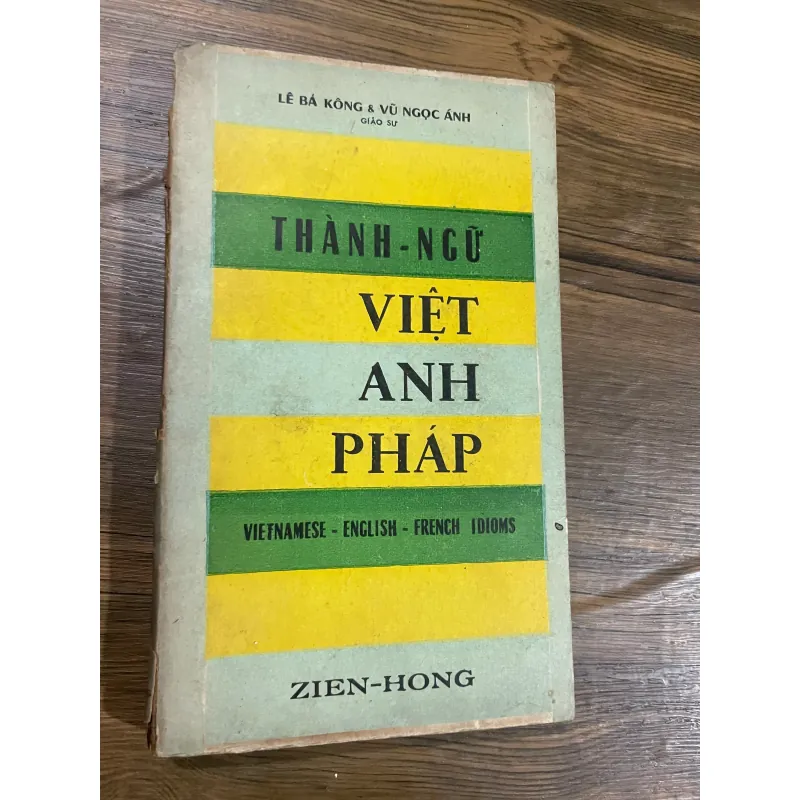 LÊ BÁ KÔNG & VŨ NGỌC ÁNH
GIÁO SƯ
THÀNH-NGỮ
VIỆT
ANH
PHÁP
VIETNAMESE - ENGLISH - FRENCH IDIOMS
ZIEN-HONG